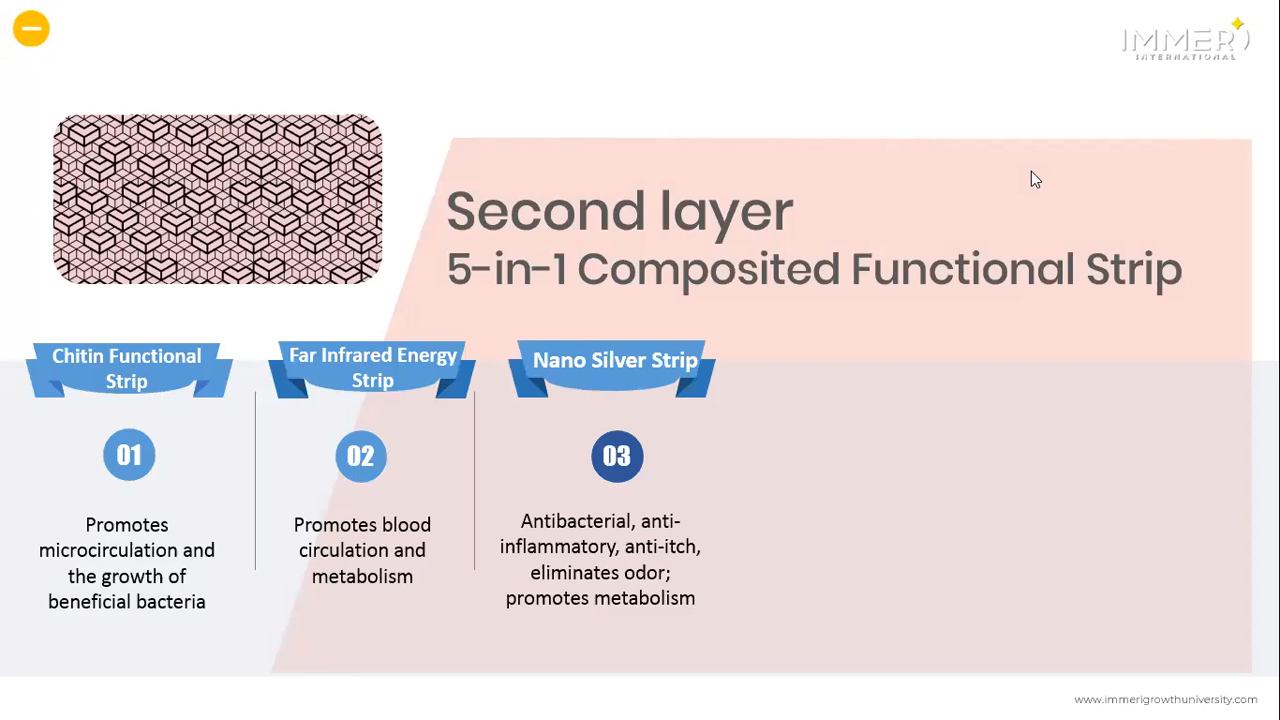 IMMERI
INTERNATIONAL
Second layer
5-in-1 Composited Functional Strip
Chitin Functional
Strip
01
Promotes
microcirculation and
the growth of
beneficial bacteria
Far Infrared Energy
Strip
02
Promotes blood
circulation and
metabolism
Nano Silver Strip
03
Antibacterial, anti-
inflammatory, anti-itch,
eliminates odor;
promotes metabolism
www.immerigrowthuniversity.com